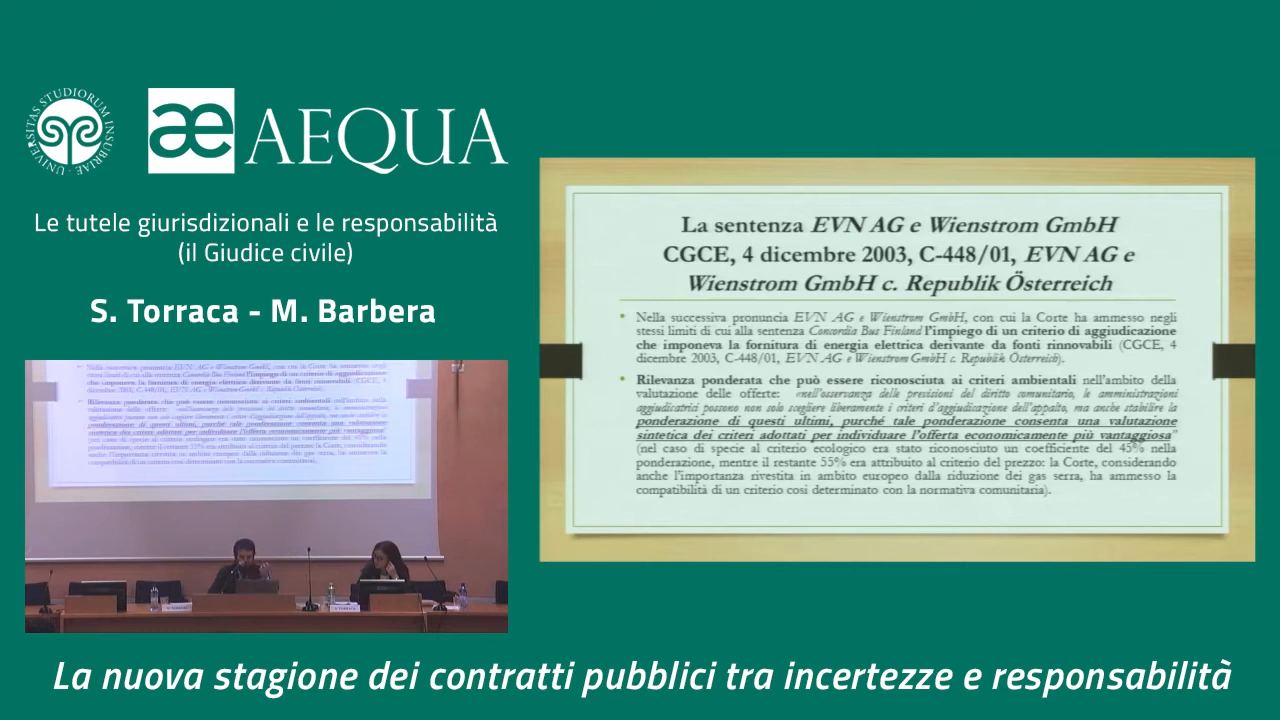 UNIVERSITAS STUDIORUM INSUBRIAE
æ AEQUA
Le tutele giurisdizionali e le responsabilità
(il Giudice civile)
S. Torraca - M. Barbera
La sentenza EVN AG e Wienstrom GmbH
CGCE, 4 dicembre 2003, C-448/01, EVN AG e
Wienstrom GmbH c. Republik Österreich
• Nella successiva pronuncia EVN AG e Wienstrom GmbH, con cui la Corte ha ammesso negli
stessi limiti di cui alla sentenza Concordia Bus Finland l'impiego di un criterio di aggiudicazione
che imponeva la fornitura di energia elettrica derivante da fonti rinnovabili (CGCE, 4
dicembre 2003, C-448/01, EVN AG e Wienstrom GmbH c. Republik Österreich).
• Rilevanza ponderata che può essere riconosciuta ai criteri ambientali nell'ambito della
valutazione delle offerte: «nell'osservanza delle previsioni del diritto comunitario, le amministrazioni
aggiudicatrici possono non solo scegliere liberamente i criteri d'aggiudicazione dell'appalto, ma anche stabilire la
ponderazione di questi ultimi, purché tale ponderazione consenta una valutazione
sintetica dei criteri adottati per individuare l'offerta economicamente più vantaggiosa"
(nel caso di specie al criterio ecologico era stato riconosciuto un coefficiente del 45% nella
ponderazione, mentre il restante 55% era attribuito al criterio del prezzo: la Corte, considerando
anche l'importanza rivestita in ambito europeo dalla riduzione dei gas serra, ha ammesso la
compatibilità di un criterio così determinato con la normativa comunitaria).
La nuova stagione dei contratti pubblici tra incertezze e responsabilità